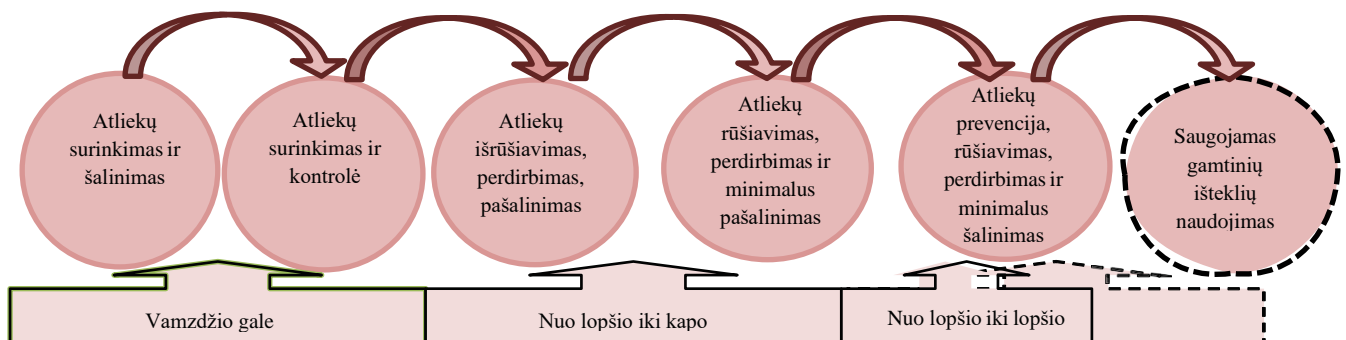 Atliekų
surinkimas ir
šalinimas
Atliekų
surinkimas ir
kontrolė
Atliekų
išrūšiavimas,
perdirbimas,
pašalinimas
Atliekų
rūšiavimas,
perdirbimas ir
minimalus
pašalinimas
Atliekų
prevencija,
rūšiavimas,
perdirbimas ir
minimalus
šalinimas
Saugojamas
gamtinių
išteklių
naudojimas
Vamzdžio gale
Nuo lopšio iki kapo
Nuo lopšio iki lopšio